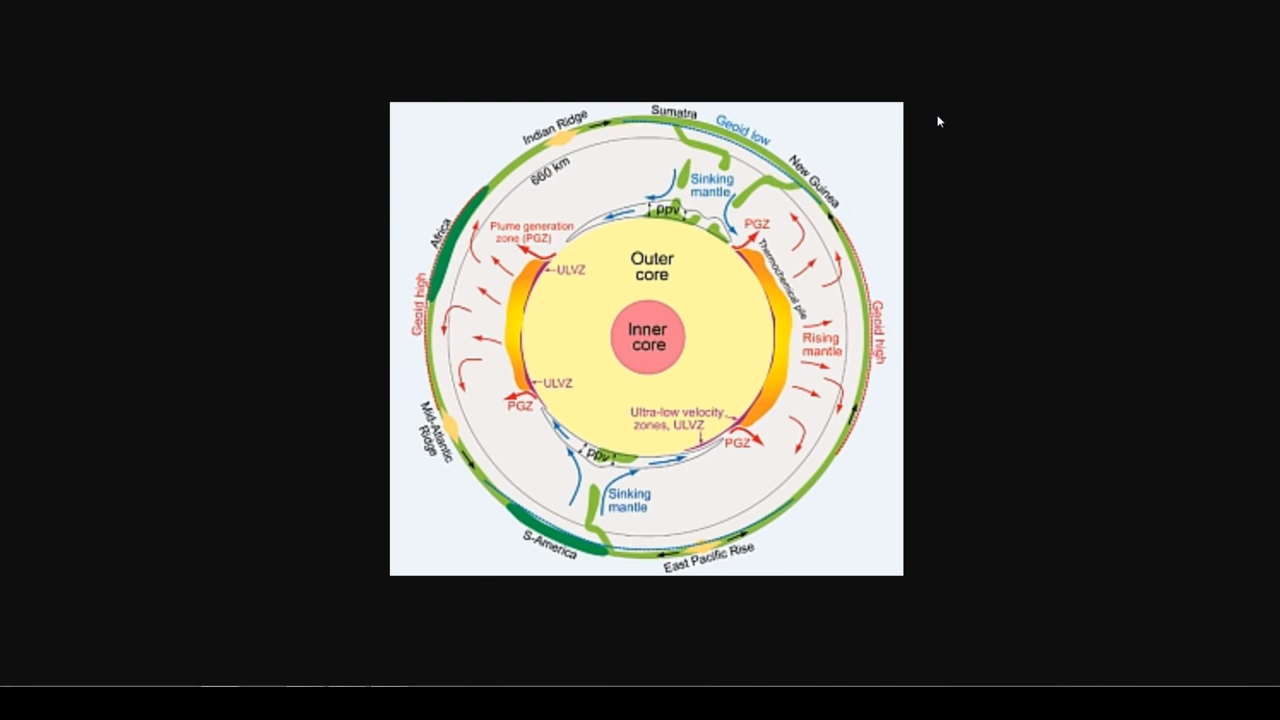 Sumatra
Indian Ridge
Geoid low
660 km
New Guinea
Sinking
mantle
ppv
Africa
Plume generation
zone (PGZ)
PGZ
Thermochemical pile
Outer
core
ULVZ
Geoid high
Inner
core
Rising
mantle
Geoid high
ULVZ
PGZ
Ultra-low velocity
zones, ULVZ
PGZ
Mid-Atlantic
Ridge
ppv
Sinking
mantle
S-America
East Pacific Rise